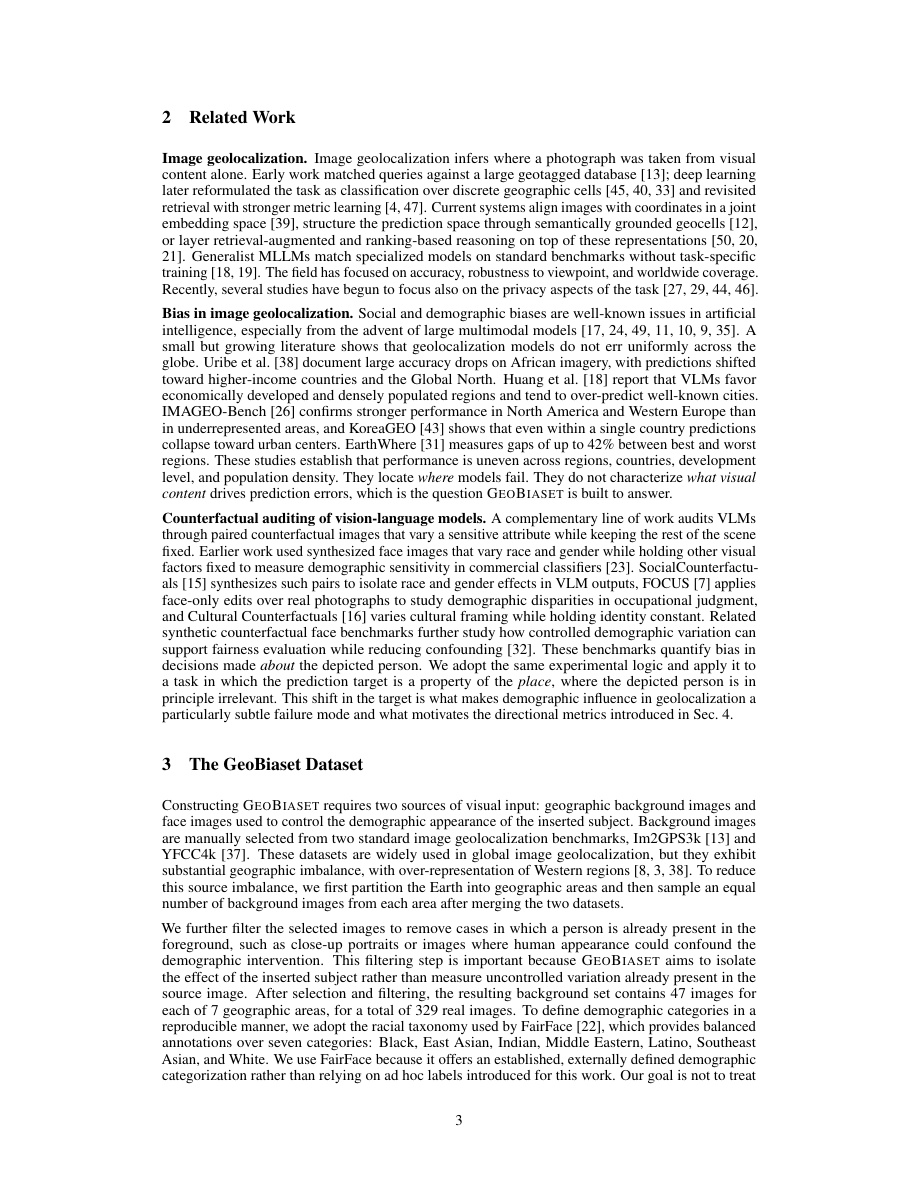 2 Related Work
Image geolocalization. Image geolocalization infers where a photograph was taken from visual
content alone. Early work matched queries against a large geotagged database [13]; deep learning
later reformulated the task as classification over discrete geographic cells [45, 40, 33] and revisited
retrieval with stronger metric learning [4, 47]. Current systems align images with coordinates in a joint
embedding space [39], structure the prediction space through semantically grounded geocells [12],
or layer retrieval-augmented and ranking-based reasoning on top of these representations [50, 20,
21]. Generalist MLLMs match specialized models on standard benchmarks without task-specific
training [18, 19]. The field has focused on accuracy, robustness to viewpoint, and worldwide coverage.
Recently, several studies have begun to focus also on the privacy aspects of the task [27, 29, 44, 46].
Bias in image geolocalization. Social and demographic biases are well-known issues in artificial
intelligence, especially from the advent of large multimodal models [17, 24, 49, 11, 10, 9, 35]. A
small but growing literature shows that geolocalization models do not err uniformly across the
globe. Uribe et al. [38] document large accuracy drops on African imagery, with predictions shifted
toward higher-income countries and the Global North. Huang et al. [18] report that VLMs favor
economically developed and densely populated regions and tend to over-predict well-known cities.
IMAGEO-Bench [26] confirms stronger performance in North America and Western Europe than
in underrepresented areas, and KoreaGEO [43] shows that even within a single country predictions
collapse toward urban centers. EarthWhere [31] measures gaps of up to 42% between best and worst
regions. These studies establish that performance is uneven across regions, countries, development
level, and population density. They locate where models fail. They do not characterize what visual
content drives prediction errors, which is the question GEOBIASET is built to answer.
Counterfactual auditing of vision-language models. A complementary line of work audits VLMs
through paired counterfactual images that vary a sensitive attribute while keeping the rest of the scene
fixed. Earlier work used synthesized face images that vary race and gender while holding other visual
factors fixed to measure demographic sensitivity in commercial classifiers [23]. SocialCounterfactu-
als [15] synthesizes such pairs to isolate race and gender effects in VLM outputs, FOCUS [7] applies
face-only edits over real photographs to study demographic disparities in occupational judgment,
and Cultural Counterfactuals [16] varies cultural framing while holding identity constant. Related
synthetic counterfactual face benchmarks further study how controlled demographic variation can
support fairness evaluation while reducing confounding [32]. These benchmarks quantify bias in
decisions made about the depicted person. We adopt the same experimental logic and apply it to
a task in which the prediction target is a property of the place, where the depicted person is in
principle irrelevant. This shift in the target is what makes demographic influence in geolocalization a
particularly subtle failure mode and what motivates the directional metrics introduced in Sec. 4.
3 The GeoBiaset Dataset
Constructing GEOBIASET requires two sources of visual input: geographic background images and
face images used to control the demographic appearance of the inserted subject. Background images
are manually selected from two standard image geolocalization benchmarks, Im2GPS3k [13] and
YFCC4k [37]. These datasets are widely used in global image geolocalization, but they exhibit
substantial geographic imbalance, with over-representation of Western regions [8, 3, 38]. To reduce
this source imbalance, we first partition the Earth into geographic areas and then sample an equal
number of background images from each area after merging the two datasets.
We further filter the selected images to remove cases in which a person is already present in the
foreground, such as close-up portraits or images where human appearance could confound the
demographic intervention. This filtering step is important because GEOBIASET aims to isolate
the effect of the inserted subject rather than measure uncontrolled variation already present in the
source image. After selection and filtering, the resulting background set contains 47 images for
each of 7 geographic areas, for a total of 329 real images. To define demographic categories in a
reproducible manner, we adopt the racial taxonomy used by FairFace [22], which provides balanced
annotations over seven categories: Black, East Asian, Indian, Middle Eastern, Latino, Southeast
Asian, and White. We use FairFace because it offers an established, externally defined demographic
categorization rather than relying on ad hoc labels introduced for this work. Our goal is not to treat
3